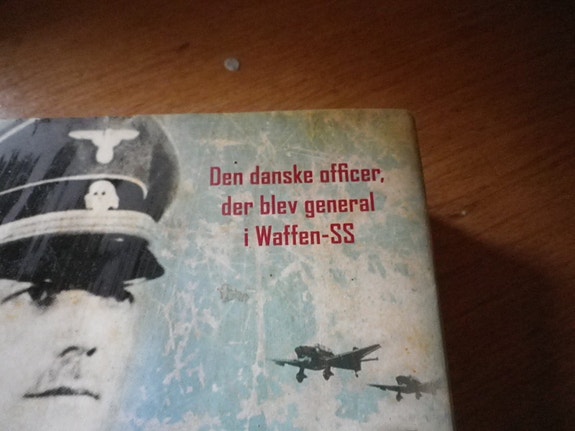 Den danske officer,
der blev general
i Waffen-SS